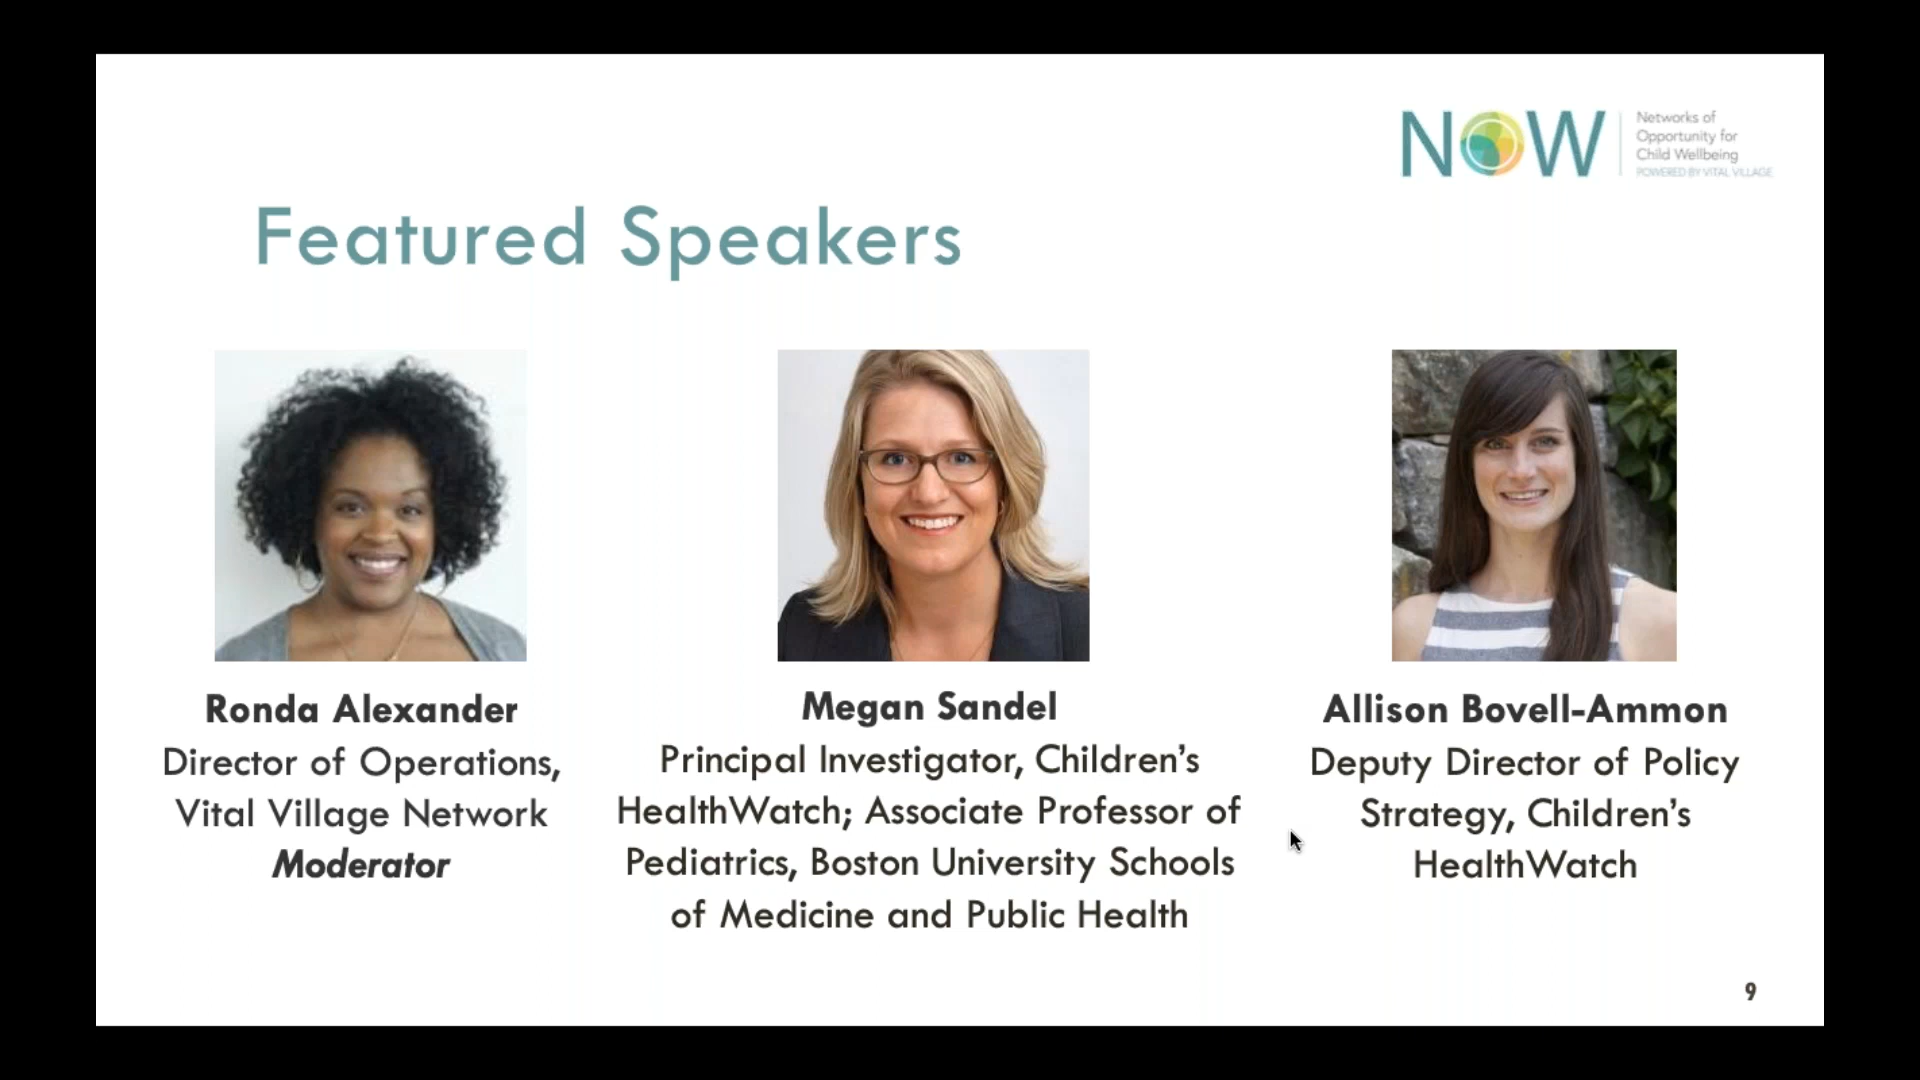 NOW
Networks of
Opportunity for
Child Wellbeing
POWERED BY VITAL VILLAGE
Featured Speakers
Ronda Alexander
Director of Operations,
Vital Village Network
Moderator
Megan Sandel
Principal Investigator, Children’s
HealthWatch; Associate Professor of
Pediatrics, Boston University Schools
of Medicine and Public Health
Allison Bovell-Ammon
Deputy Director of Policy
Strategy, Children’s
HealthWatch
9